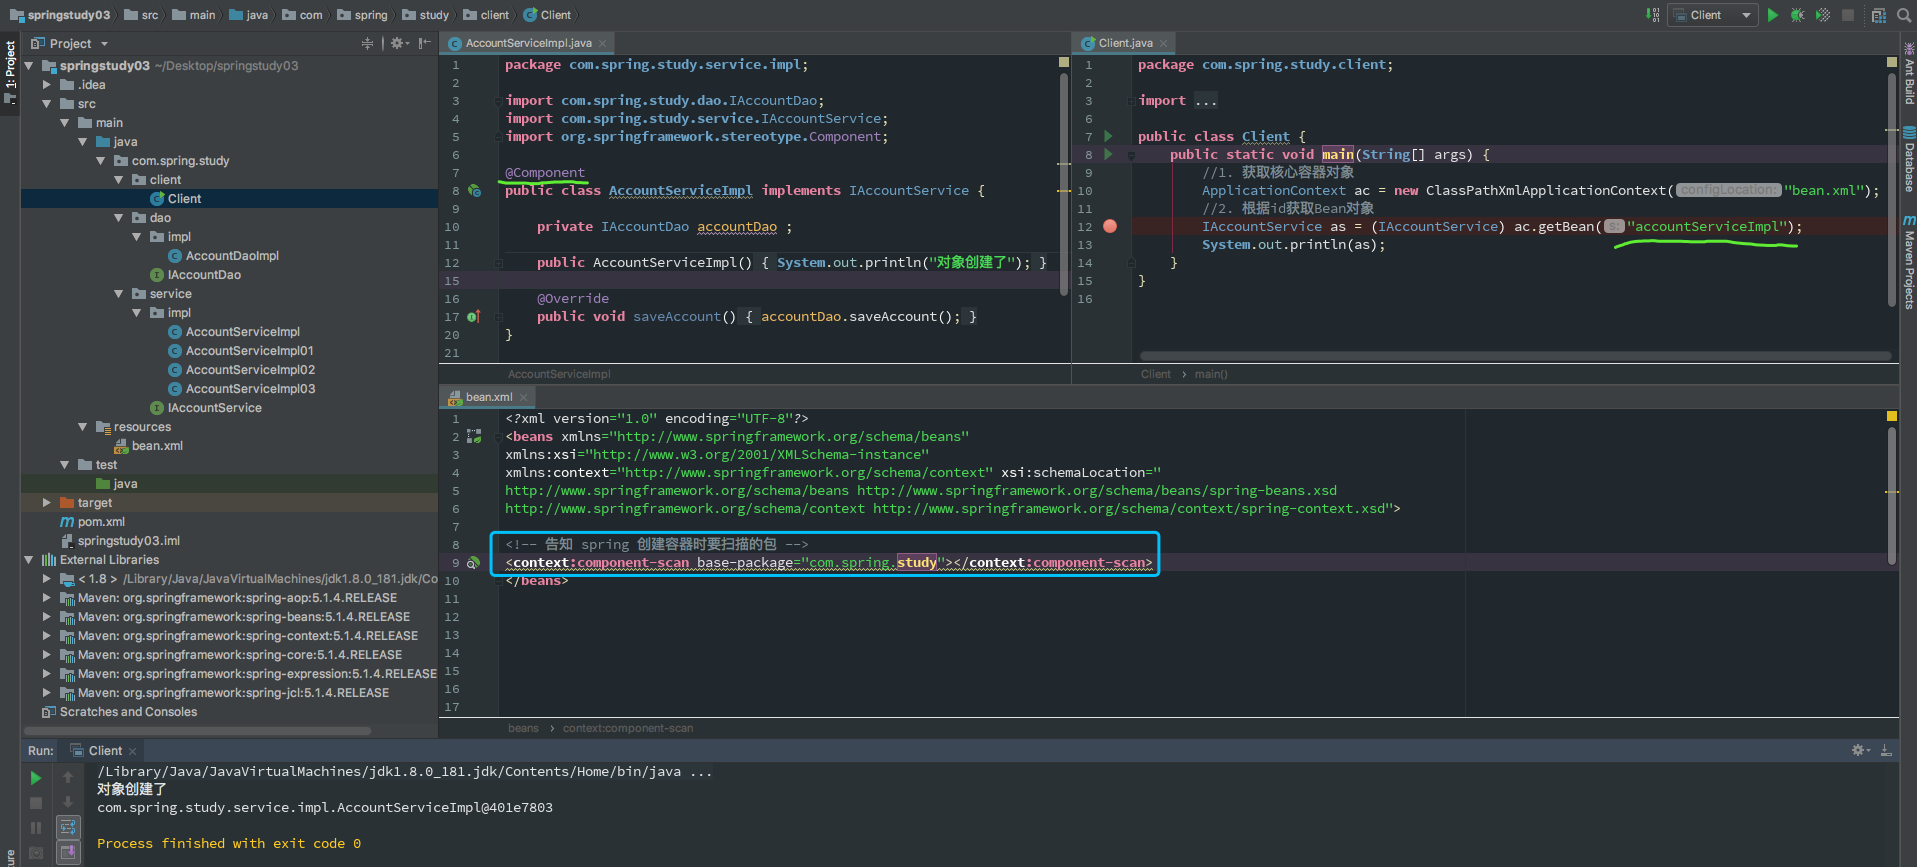 springstudy03 src main java com spring study client Client
Client
1: Project
Project
springstudy03 ~/Desktop/springstudy03
.idea
src
main
java
com.spring.study
client
Client
dao
impl
AccountDaoImpl
IAccountDao
service
impl
AccountServiceImpl
AccountServiceImpl01
AccountServiceImpl02
AccountServiceImpl03
IAccountService
resources
bean.xml
test
java
target
pom.xml
springstudy03.iml
External Libraries
< 1.8 > /Library/Java/JavaVirtualMachines/jdk1.8.0_181.jdk/Co
Maven: org.springframework:spring-aop:5.1.4.RELEASE
Maven: org.springframework:spring-beans:5.1.4.RELEASE
Maven: org.springframework:spring-context:5.1.4.RELEASE
Maven: org.springframework:spring-core:5.1.4.RELEASE
Maven: org.springframework:spring-expression:5.1.4.RELEASE
Maven: org.springframework:spring-jcl:5.1.4.RELEASE
Scratches and Consoles
AccountServiceImpl.java
1 package com.spring.study.service.impl;
2
3 import com.spring.study.dao.IAccountDao;
4 import com.spring.study.service.IAccountService;
5 import org.springframework.stereotype.Component;
6
7 @Component
8 public class AccountServiceImpl implements IAccountService {
9
10 private IAccountDao accountDao ;
11
12 public AccountServiceImpl() { System.out.println("对象创建了"); }
15
16 @Override
17 public void saveAccount() { accountDao.saveAccount(); }
20 }
21
AccountServiceImpl
Client.java
1 package com.spring.study.client;
2
3 import ...
6
7 public class Client {
8 public static void main(String[] args) {
9 //1. 获取核心容器对象
10 ApplicationContext ac = new ClassPathXmlApplicationContext( configLocation: "bean.xml");
11 //2. 根据id获取Bean对象
12 IAccountService as = (IAccountService) ac.getBean( s: "accountServiceImpl");
13 System.out.println(as);
14 }
15 }
16
Client main()
bean.xml
1 <?xml version="1.0" encoding="UTF-8"?>
2 <beans xmlns="http://www.springframework.org/schema/beans"
3 xmlns:xsi="http://www.w3.org/2001/XMLSchema-instance"
4 xmlns:context="http://www.springframework.org/schema/context" xsi:schemaLocation="
5 http://www.springframework.org/schema/beans http://www.springframework.org/schema/beans/spring-beans.xsd
6 http://www.springframework.org/schema/context http://www.springframework.org/schema/context/spring-context.xsd">
7
8 <!-- 告知 spring 创建容器时要扫描的包 -->
9 <context:component-scan base-package="com.spring.study"></context:component-scan>
10 </beans>
11
12
13
14
15
16
17
beans context:component-scan
Ant Build
Database
Maven Projects
Run: Client
/Library/Java/JavaVirtualMachines/jdk1.8.0_181.jdk/Contents/Home/bin/java ...
对象创建了
com.spring.study.service.impl.AccountServiceImpl@401e7803
Process finished with exit code 0